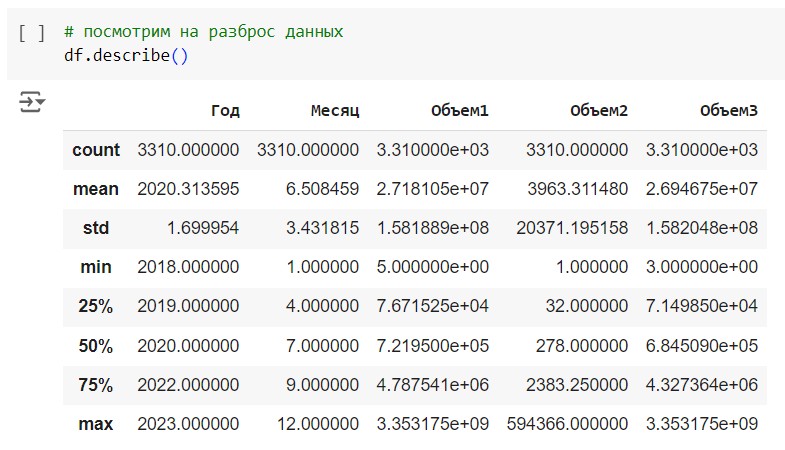 [ ] # посмотрим на разброс данных
df.describe()
Год Месяц Объем1 Объем2 Объем3
count 3310.000000 3310.000000 3.310000e+03 3310.000000 3.310000e+03
mean 2020.313595 6.508459 2.718105e+07 3963.311480 2.694675e+07
std 1.699954 3.431815 1.581889e+08 20371.195158 1.582048e+08
min 2018.000000 1.000000 5.000000e+00 1.000000 3.000000e+00
25% 2019.000000 4.000000 7.671525e+04 32.000000 7.149850e+04
50% 2020.000000 7.000000 7.219500e+05 278.000000 6.845090e+05
75% 2022.000000 9.000000 4.787541e+06 2383.250000 4.327364e+06
max 2023.000000 12.000000 3.353175e+09 594366.000000 3.353175e+09